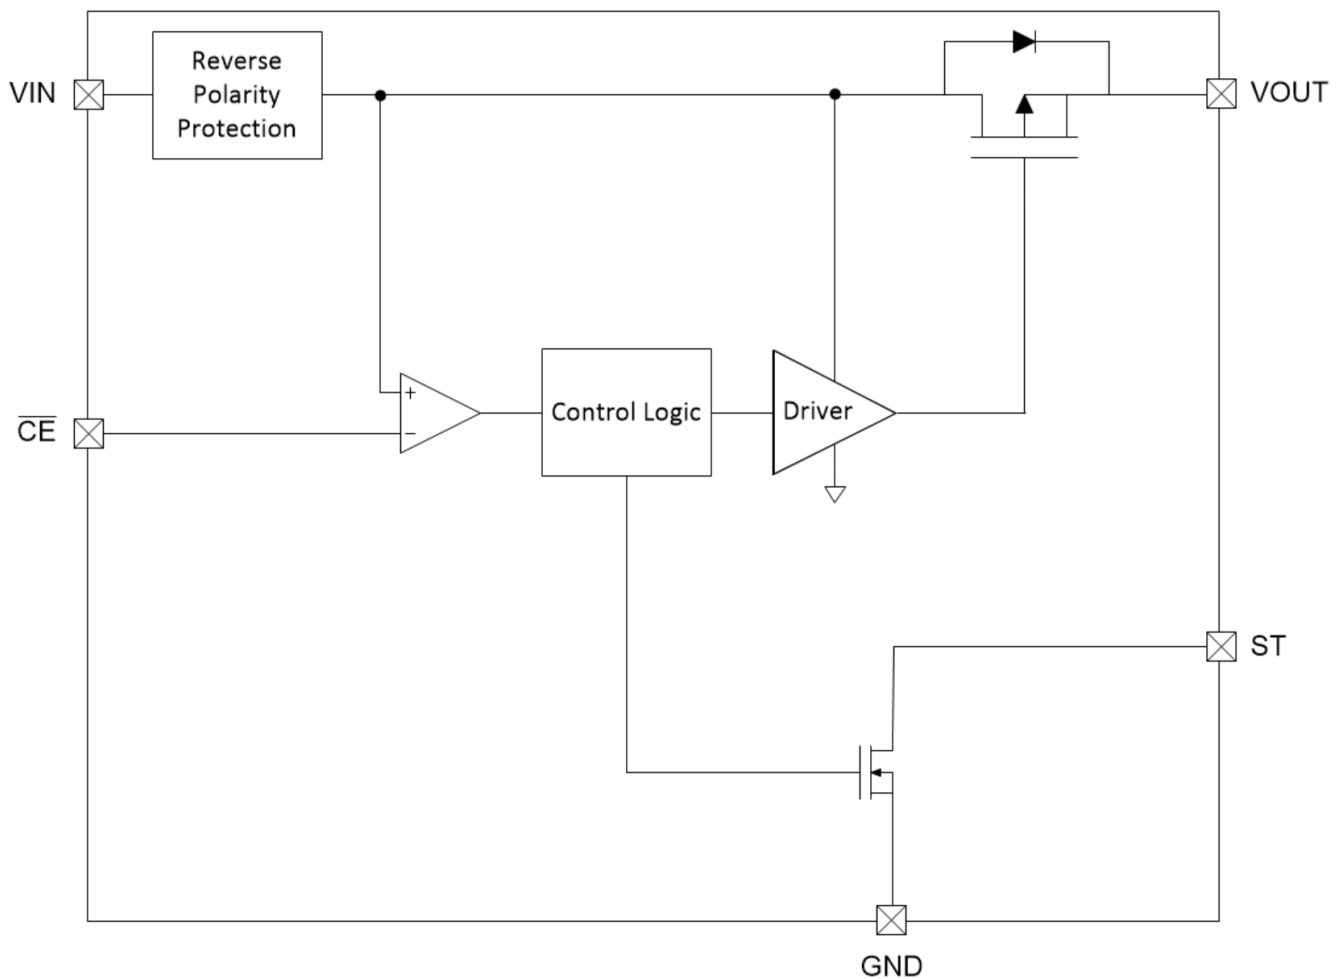 Reverse
Polarity
Protection
VIN
VOUT
+
CE
−
Control Logic
Driver
ST
GND